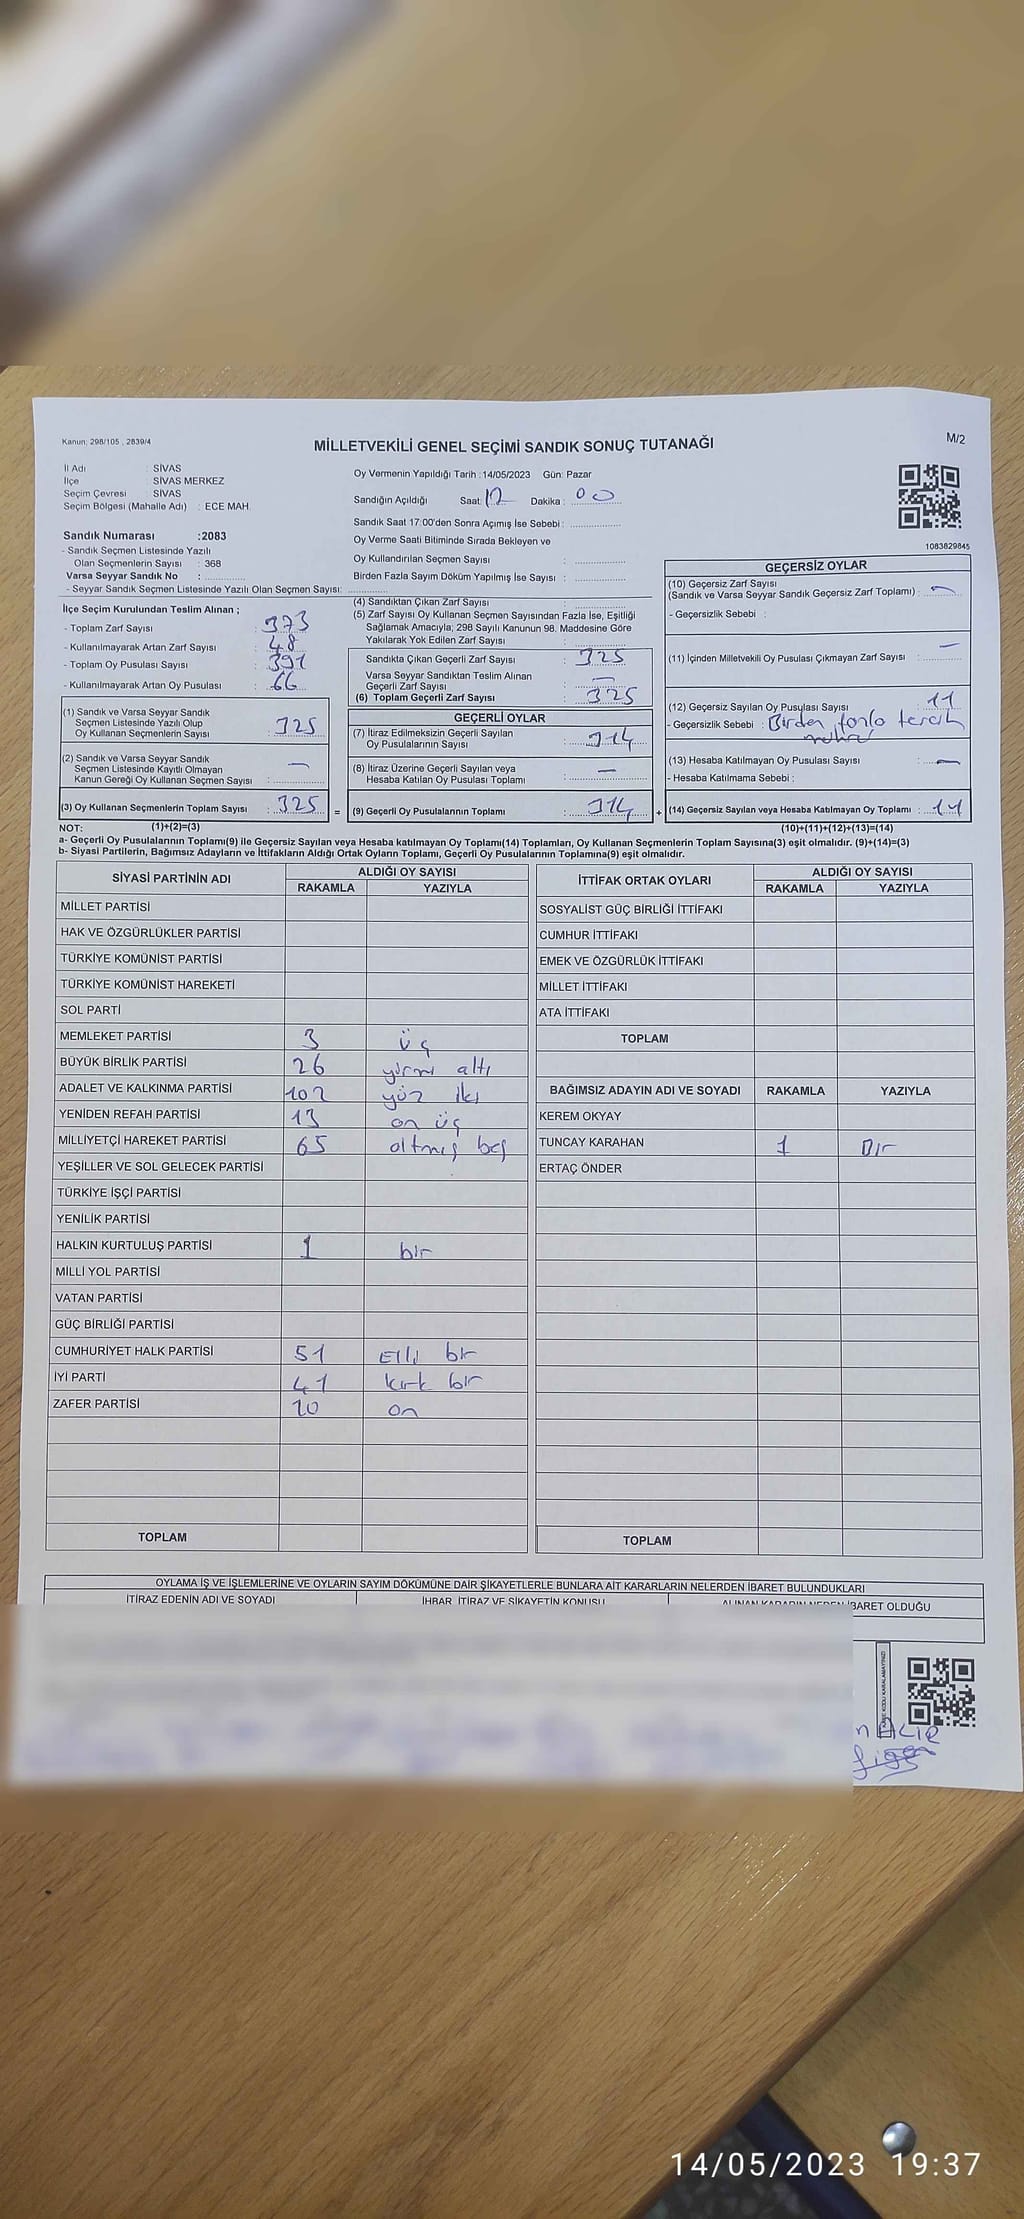 Kanun: 298/105 , 2839/4
MİLLETVEKİLİ GENEL SEÇİMİ SANDIK SONUÇ TUTANAĞI
M/2
İl Adı : SİVAS
İlçe SİVAS MERKEZ
Seçim Çevresi : SİVAS
Seçim Bölgesi (Mahalle Adı) : ECE MAH.
Oy Vermenin Yapıldığı Tarih :14/05/2023 Gün: Pazar
Sandığın Açıldığı Saat: 17 Dakika : 00
Sandık Saat 17:00'den Sonra Açımış İse Sebebi :
Oy Verme Saati Bitiminde Sırada Bekleyen ve
Oy Kullandırılan Seçmen Sayısı :
Birden Fazla Sayım Döküm Yapılmış İse Sayısı :
1083829845
Sandık Numarası :2083
- Sandık Seçmen Listesinde Yazılı
Olan Seçmenlerin Sayısı : 368
Varsa Seyyar Sandık No :
- Seyyar Sandık Seçmen Listesinde Yazılı Olan Seçmen Sayısı:
İlçe Seçim Kurulundan Teslim Alınan ;
- Toplam Zarf Sayısı : 373
- Kullanılmayarak Artan Zarf Sayısı : 48
- Toplam Oy Pusulası Sayısı : 391
- Kullanılmayarak Artan Oy Pusulası : 66
(1) Sandık ve Varsa Seyyar Sandık
Seçmen Listesinde Yazılı Olup
Oy Kullanan Seçmenlerin Sayısı : 325
(2) Sandık ve Varsa Seyyar Sandık
Seçmen Listesinde Kayıtlı Olmayan
Kanun Gereği Oy Kullanan Seçmen Sayısı : —
(3) Oy Kullanan Seçmenlerin Toplam Sayısı : 325 =
(4) Sandıktan Çıkan Zarf Sayısı :
(5) Zarf Sayısı Oy Kullanan Seçmen Sayısından Fazla İse, Eşitliği
Sağlamak Amacıyla; 298 Sayılı Kanunun 98. Maddesine Göre
Yakılarak Yok Edilen Zarf Sayısı :
Sandıkta Çıkan Geçerli Zarf Sayısı : 325
Varsa Seyyar Sandıktan Teslim Alınan
Geçerli Zarf Sayısı : —
(6) Toplam Geçerli Zarf Sayısı : 325
GEÇERLİ OYLAR
(7) İtiraz Edilmeksizin Geçerli Sayılan
Oy Pusulalarının Sayısı : 314
(8) İtiraz Üzerine Geçerli Sayılan veya
Hesaba Katılan Oy Pusulası Toplamı : —
(9) Geçerli Oy Pusulalarının Toplamı : 314 +
GEÇERSİZ OYLAR
(10) Geçersiz Zarf Sayısı
(Sandık ve Varsa Seyyar Sandık Geçersiz Zarf Toplamı) : —
- Geçersizlik Sebebi :
(11) İçinden Milletvekili Oy Pusulası Çıkmayan Zarf Sayısı : —
(12) Geçersiz Sayılan Oy Pusulası Sayısı : 11
- Geçersizlik Sebebi : Birden fazla tercih
(13) Hesaba Katılmayan Oy Pusulası Sayısı : —
- Hesaba Katılmama Sebebi :
(14) Geçersiz Sayılan veya Hesaba Katılmayan Oy Toplamı : 11
NOT: (1)+(2)=(3) (10)+(11)+(12)+(13)=(14)
a- Geçerli Oy Pusulalarının Toplamı(9) ile Geçersiz Sayılan veya Hesaba katılmayan Oy Toplamı(14) Toplamları, Oy Kullanan Seçmenlerin Toplam Sayısına(3) eşit olmalıdır. (9)+(14)=(3)
b- Siyasi Partilerin, Bağımsız Adayların ve İttifakların Aldığı Ortak Oyların Toplamı, Geçerli Oy Pusulalarının Toplamına(9) eşit olmalıdır.
SİYASİ PARTİNİN ADI ALDIĞI OY SAYISI
RAKAMLA YAZIYLA
MİLLET PARTİSİ
HAK VE ÖZGÜRLÜKLER PARTİSİ
TÜRKİYE KOMÜNİST PARTİSİ
TÜRKİYE KOMÜNİST HAREKETİ
SOL PARTİ
MEMLEKET PARTİSİ 3 üç
BÜYÜK BİRLİK PARTİSİ 26 yirmi altı
ADALET VE KALKINMA PARTİSİ 102 yüz iki
YENİDEN REFAH PARTİSİ 13 on üç
MİLLİYETÇİ HAREKET PARTİSİ 65 altmış beş
YEŞİLLER VE SOL GELECEK PARTİSİ
TÜRKİYE İŞÇİ PARTİSİ
YENİLİK PARTİSİ
HALKIN KURTULUŞ PARTİSİ 1 bir
MİLLİ YOL PARTİSİ
VATAN PARTİSİ
GÜÇ BİRLİĞİ PARTİSİ
CUMHURİYET HALK PARTİSİ 51 Elli bir
İYİ PARTİ 41 kırk bir
ZAFER PARTİSİ 10 on
TOPLAM
İTTİFAK ORTAK OYLARI ALDIĞI OY SAYISI
RAKAMLA YAZIYLA
SOSYALİST GÜÇ BİRLİĞİ İTTİFAKI
CUMHUR İTTİFAKI
EMEK VE ÖZGÜRLÜK İTTİFAKI
MİLLET İTTİFAKI
ATA İTTİFAKI
TOPLAM
BAĞIMSIZ ADAYIN ADI VE SOYADI RAKAMLA YAZIYLA
KEREM OKYAY
TUNCAY KARAHAN 1 bir
ERTAÇ ÖNDER
TOPLAM
OYLAMA İŞ VE İŞLEMLERİNE VE OYLARIN SAYIM DÖKÜMÜNE DAİR ŞİKAYETLERLE BUNLARA AİT KARARLARIN NELERDEN İBARET BULUNDUKLARI
İTİRAZ EDENİN ADI VE SOYADI İHBAR, İTİRAZ VE ŞİKAYETİN KONUSU ALINAN KARARIN NEDEN İBARET OLDUĞU
14/05/2023 19:37